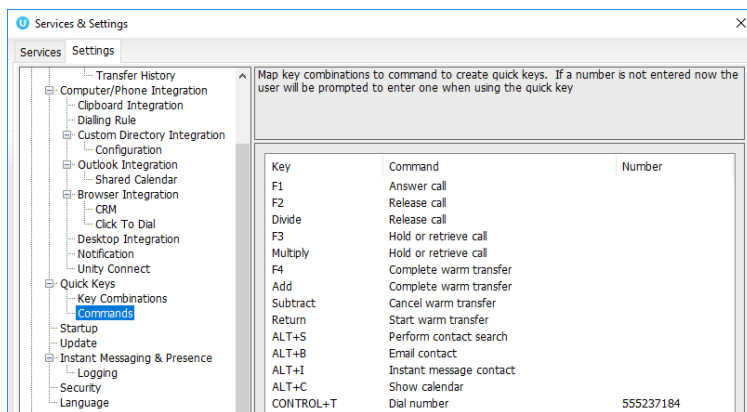 Services & Settings
Services Settings
Transfer History
Computer/Phone Integration
Clipboard Integration
Dialling Rule
Custom Directory Integration
Configuration
Outlook Integration
Shared Calendar
Browser Integration
CRM
Click To Dial
Desktop Integration
Notification
Unity Connect
Quick Keys
Key Combinations
Commands
Startup
Update
Instant Messaging & Presence
Logging
Security
Language
Map key combinations to command to create quick keys. If a number is not entered now the
user will be prompted to enter one when using the quick key
Key Command Number
F1 Answer call
F2 Release call
Divide Release call
F3 Hold or retrieve call
Multiply Hold or retrieve call
F4 Complete warm transfer
Add Complete warm transfer
Subtract Cancel warm transfer
Return Start warm transfer
ALT+S Perform contact search
ALT+B Email contact
ALT+I Instant message contact
ALT+C Show calendar
CONTROL+T Dial number 555237184